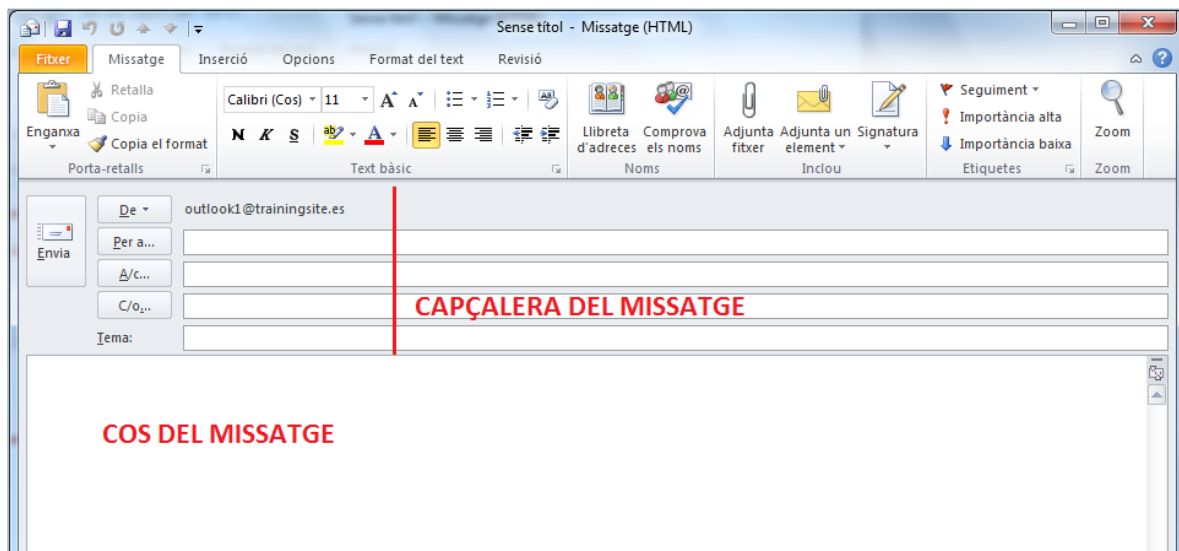 Sense títol - Missatge (HTML)
Fitxer Missatge Inserció Opcions Format del text Revisió
Enganxa
Retalla
Copia
Copia el format
Porta-retalls
Calibri (Cos) 11
N K S
Text bàsic
Llibreta d'adreces
Comprova els noms
Noms
Adjunta fitxer
Adjunta un element
Signatura
Inclou
Seguiment
Importància alta
Importància baixa
Etiquetes
Zoom
Zoom
Envia
De outlook1@trainingsite.es
Per a...
A/c...
C/o...
CAPÇALERA DEL MISSATGE
Tema:
COS DEL MISSATGE